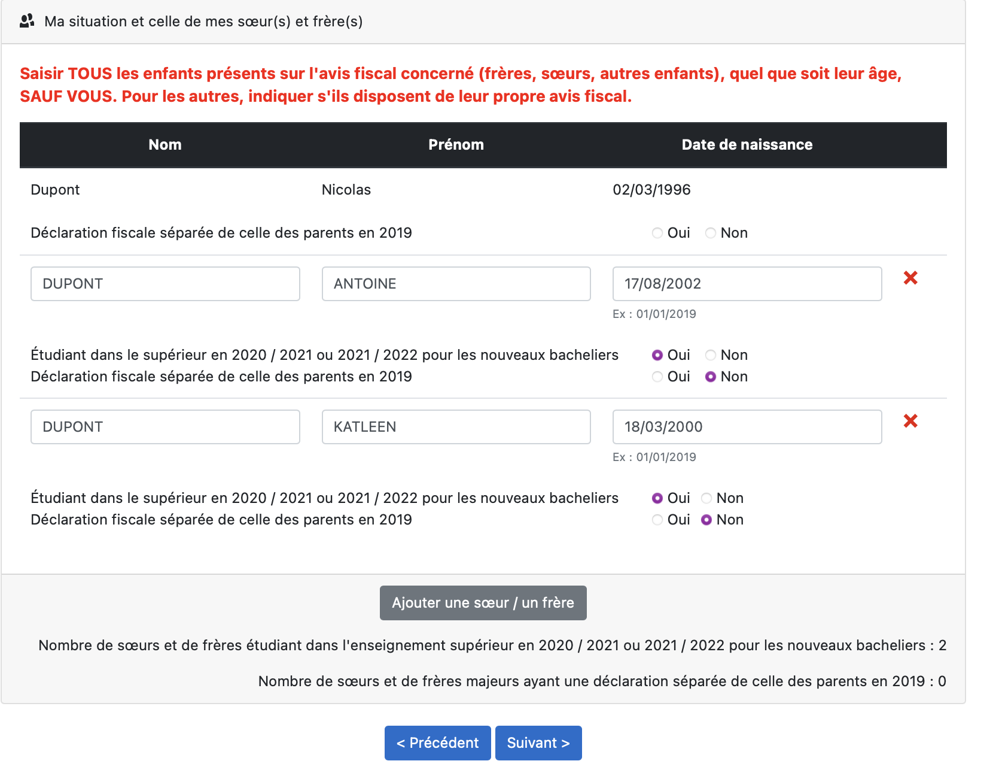 Ma situation et celle de mes sœur(s) et frère(s)
Saisir TOUS les enfants présents sur l'avis fiscal concerné (frères, sœurs, autres enfants), quel que soit leur âge,
SAUF VOUS. Pour les autres, indiquer s'ils disposent de leur propre avis fiscal.
Nom Prénom Date de naissance
Dupont Nicolas 02/03/1996
Déclaration fiscale séparée de celle des parents en 2019 Oui Non
DUPONT ANTOINE 17/08/2002
Ex : 01/01/2019
Étudiant dans le supérieur en 2020 / 2021 ou 2021 / 2022 pour les nouveaux bacheliers Oui Non
Déclaration fiscale séparée de celle des parents en 2019 Oui Non
DUPONT KATLEEN 18/03/2000
Ex : 01/01/2019
Étudiant dans le supérieur en 2020 / 2021 ou 2021 / 2022 pour les nouveaux bacheliers Oui Non
Déclaration fiscale séparée de celle des parents en 2019 Oui Non
Ajouter une sœur / un frère
Nombre de sœurs et de frères étudiant dans l'enseignement supérieur en 2020 / 2021 ou 2021 / 2022 pour les nouveaux bacheliers : 2
Nombre de sœurs et de frères majeurs ayant une déclaration séparée de celle des parents en 2019 : 0
< Précédent Suivant >